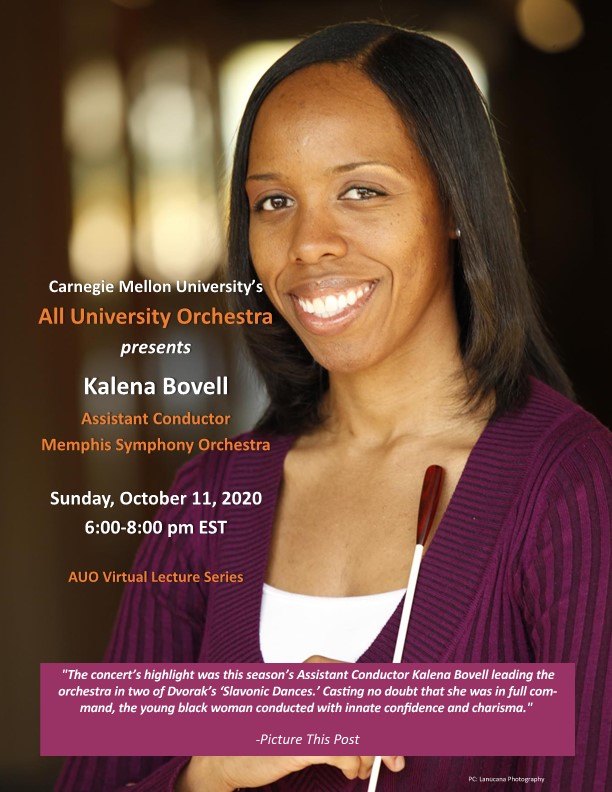 Carnegie Mellon University's
All University Orchestra
presents
Kalena Bovell
Assistant Conductor
Memphis Symphony Orchestra
Sunday, October 11, 2020
6:00-8:00 pm EST
AUO Virtual Lecture Series
"The concert's highlight was this season's Assistant Conductor Kalena Bovell leading the
orchestra in two of Dvorak's 'Slavonic Dances.' Casting no doubt that she was in full com-
mand, the young black woman conducted with innate confidence and charisma."
-Picture This Post
PC: Lanucana Photography